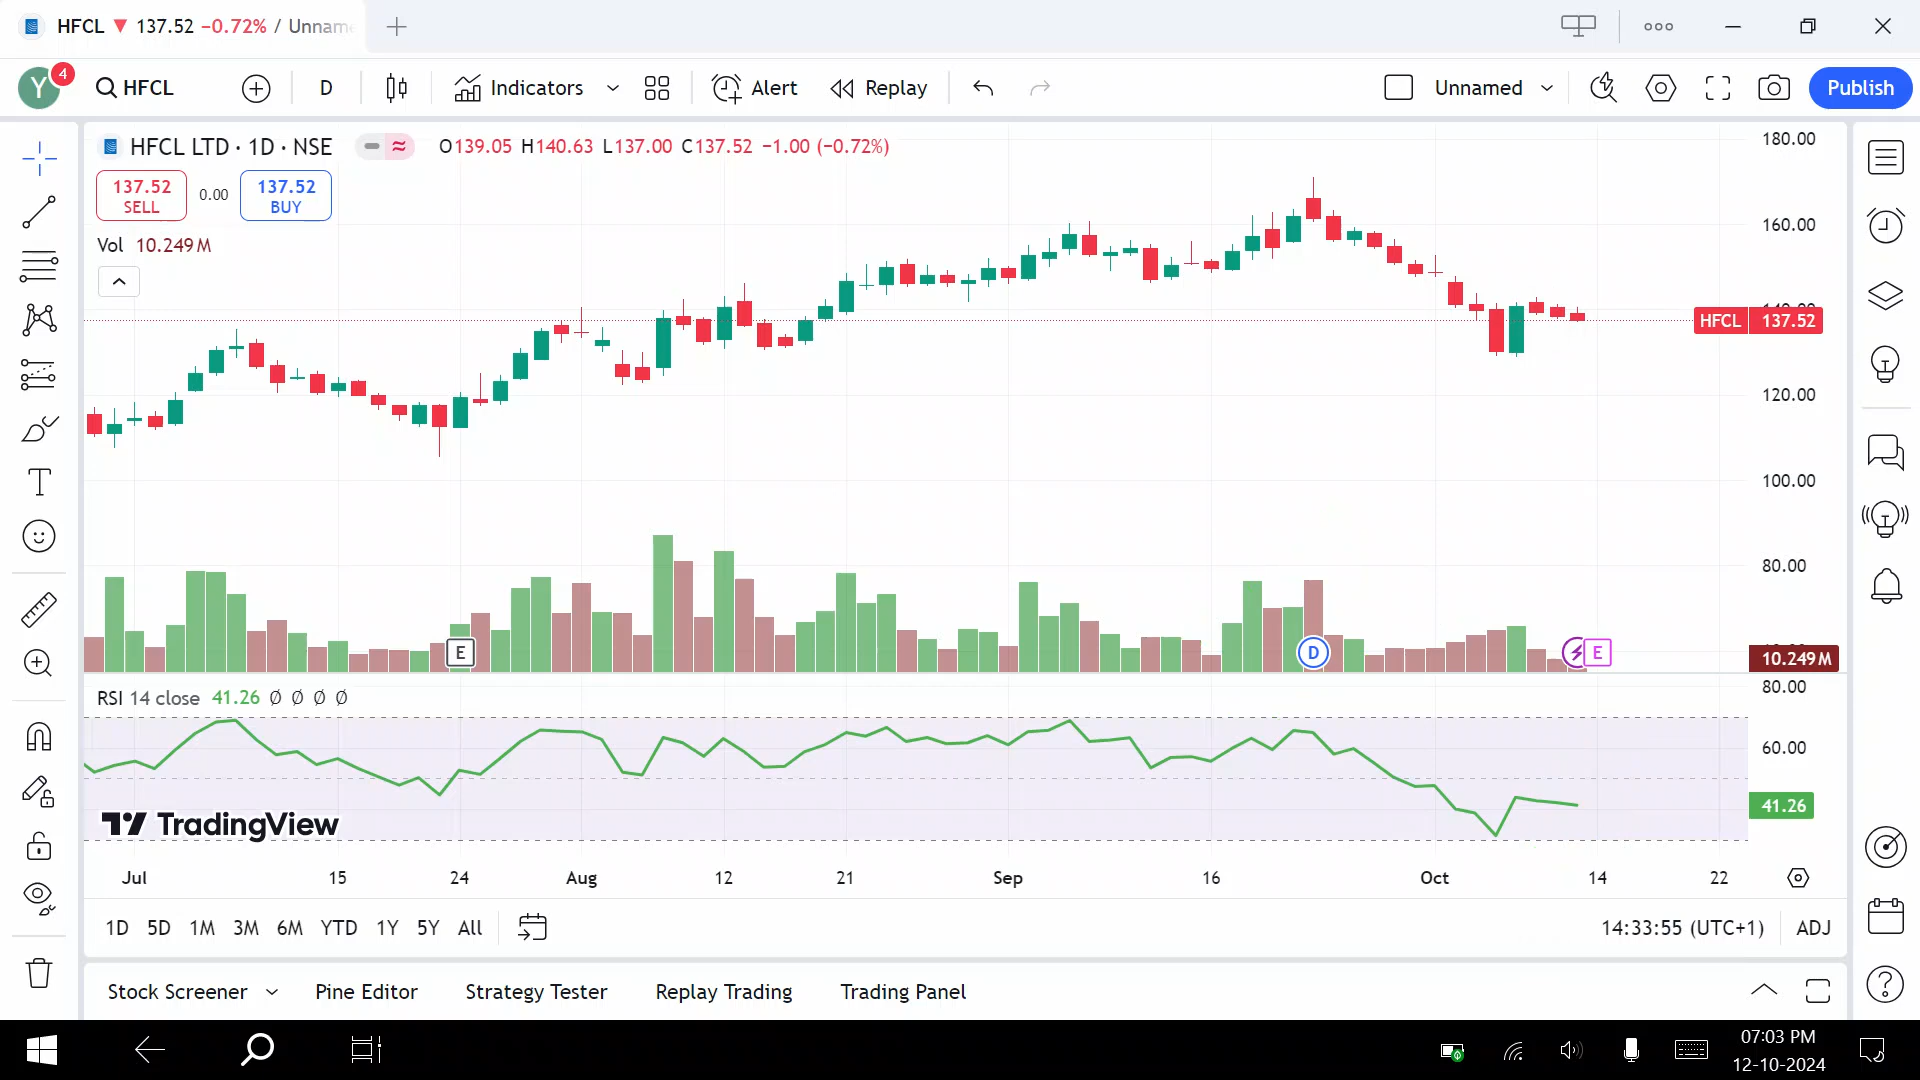 HFCL ▼ 137.52 −0.72% / Unnam
Y 4 HFCL D Indicators Alert Replay Unnamed Publish
HFCL LTD · 1D · NSE O139.05 H140.63 L137.00 C137.52 −1.00 (−0.72%)
137.52 SELL 0.00 137.52 BUY
Vol 10.249 M
180.00
160.00
140.00
HFCL 137.52
120.00
100.00
80.00
E D E
10.249 M
RSI 14 close 41.26 Ø Ø Ø Ø
80.00
60.00
41.26
TradingView
Jul 15 24 Aug 12 21 Sep 16 Oct 14 22
1D 5D 1M 3M 6M YTD 1Y 5Y All 14:33:55 (UTC+1) ADJ
Stock Screener Pine Editor Strategy Tester Replay Trading Trading Panel
07:03 PM
12-10-2024